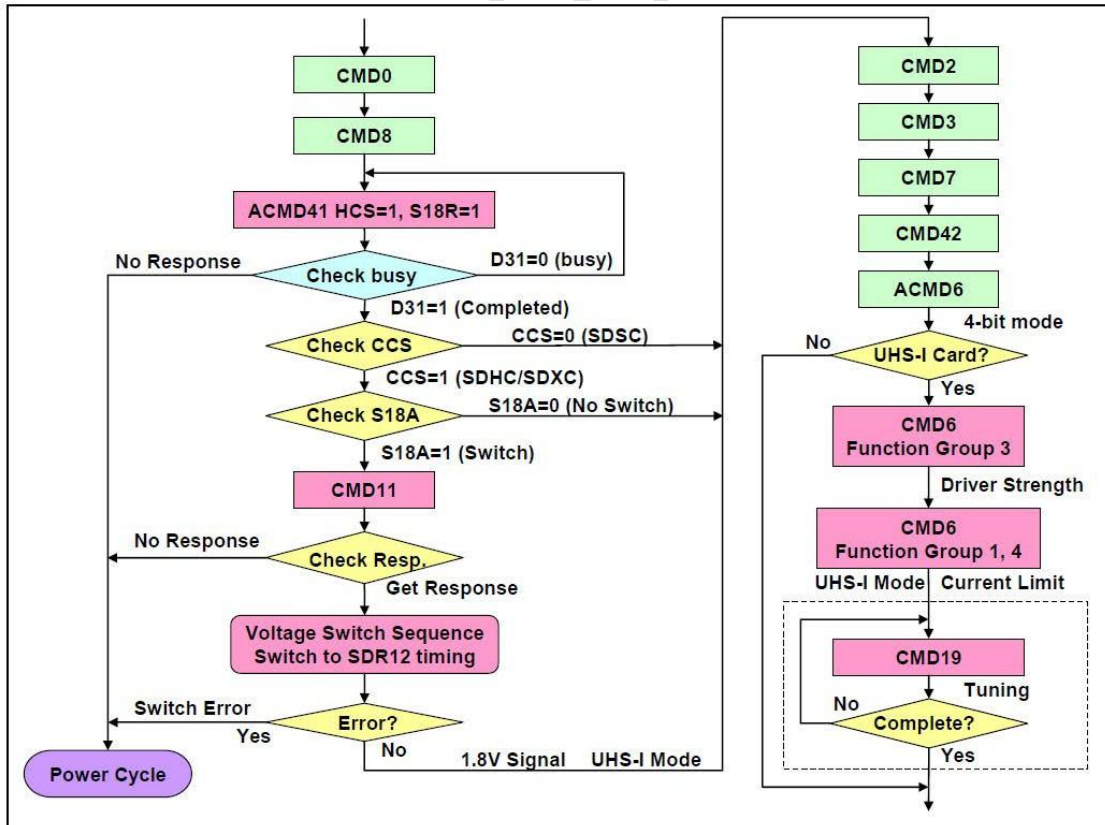 CMD0
CMD8
ACMD41 HCS=1, S18R=1
No Response
Check busy
D31=0 (busy)
D31=1 (Completed)
Check CCS
CCS=0 (SDSC)
CCS=1 (SDHC/SDXC)
Check S18A
S18A=0 (No Switch)
S18A=1 (Switch)
CMD11
No Response
Check Resp.
Get Response
Voltage Switch Sequence
Switch to SDR12 timing
Switch Error
Error?
Yes
No
1.8V Signal UHS-I Mode
Power Cycle
CMD2
CMD3
CMD7
CMD42
ACMD6
4-bit mode
No
UHS-I Card?
Yes
CMD6
Function Group 3
Driver Strength
CMD6
Function Group 1, 4
UHS-I Mode
Current Limit
CMD19
Tuning
No
Complete?
Yes